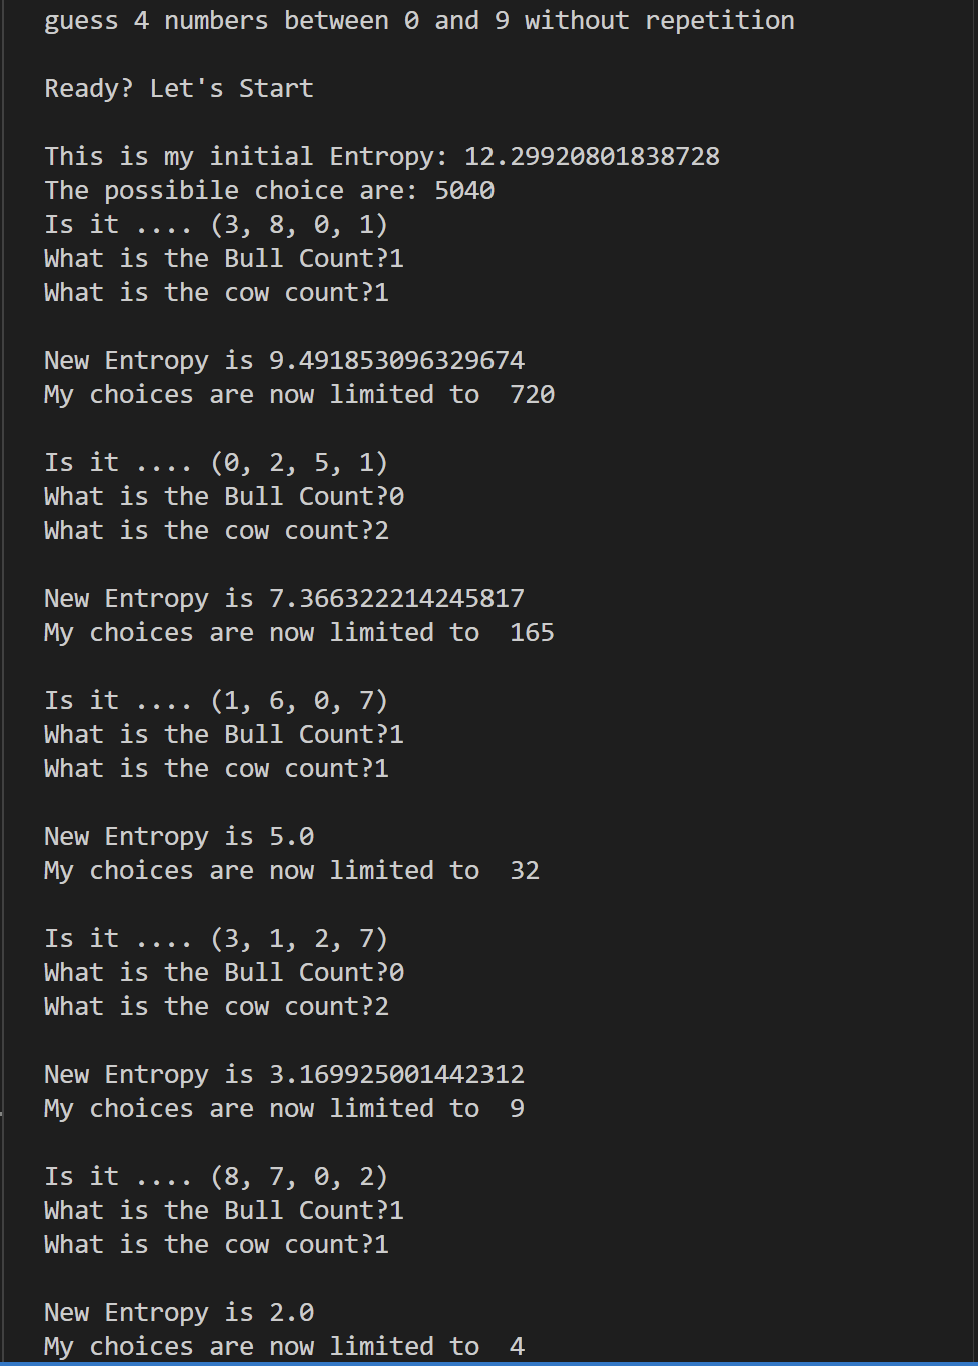 guess 4 numbers between 0 and 9 without repetition
Ready? Let's Start
This is my initial Entropy: 12.29920801838728
The possibile choice are: 5040
Is it .... (3, 8, 0, 1)
What is the Bull Count?1
What is the cow count?1
New Entropy is 9.491853096329674
My choices are now limited to  720
Is it .... (0, 2, 5, 1)
What is the Bull Count?0
What is the cow count?2
New Entropy is 7.366322214245817
My choices are now limited to  165
Is it .... (1, 6, 0, 7)
What is the Bull Count?1
What is the cow count?1
New Entropy is 5.0
My choices are now limited to  32
Is it .... (3, 1, 2, 7)
What is the Bull Count?0
What is the cow count?2
New Entropy is 3.169925001442312
My choices are now limited to  9
Is it .... (8, 7, 0, 2)
What is the Bull Count?1
What is the cow count?1
New Entropy is 2.0
My choices are now limited to  4